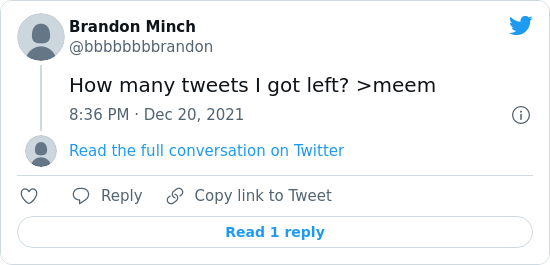 Brandon Minch
@bbbbbbbbrandon
How many tweets I got left? >meem
8:36 PM · Dec 20, 2021
Read the full conversation on Twitter
Reply
Copy link to Tweet
Read 1 reply